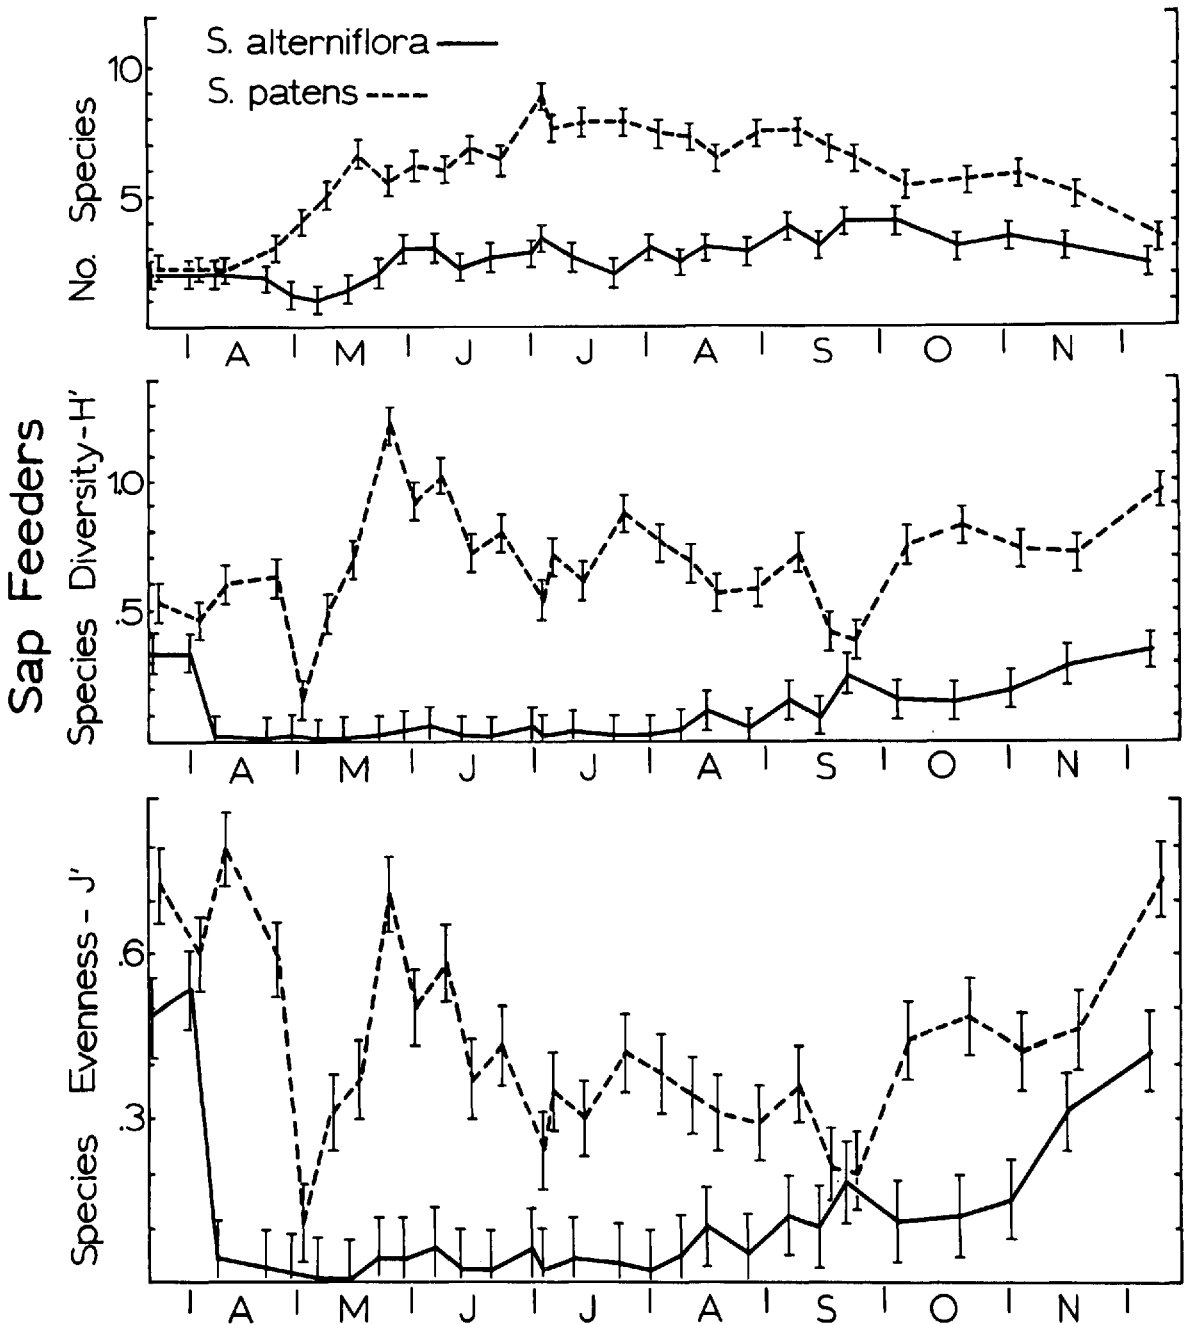 S. alterniflora
S. patens
No. Species
10
5
A M J J A S O N
Sap Feeders
Species Diversity-H'
1.0
.5
A M J J A S O N
Species Evenness-J'
.6
.3
A M J J A S O N